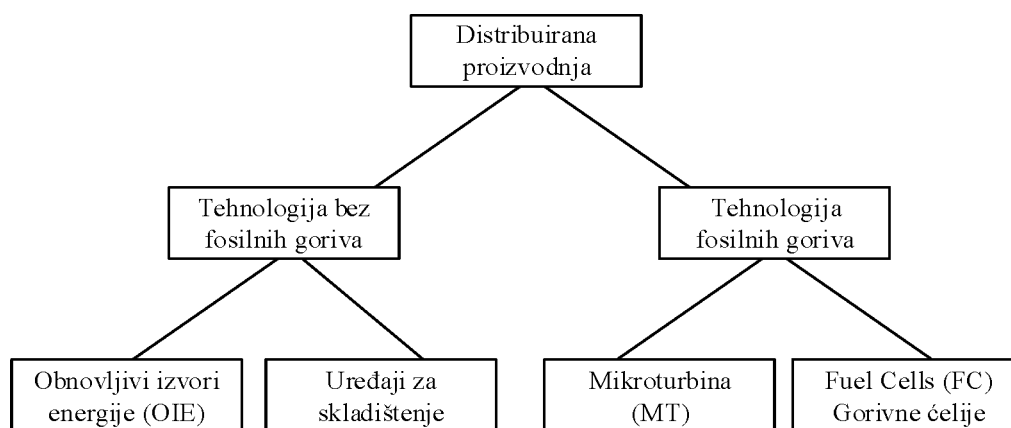 Distribuirana
proizvodnja
Tehnologija bez
fosilnih goriva
Tehnologija
fosilnih goriva
Obnovljivi izvori
energije (OIE)
Uređaji za
skladištenje
Mikroturbina
(MT)
Fuel Cells (FC)
Gorivne ćelije